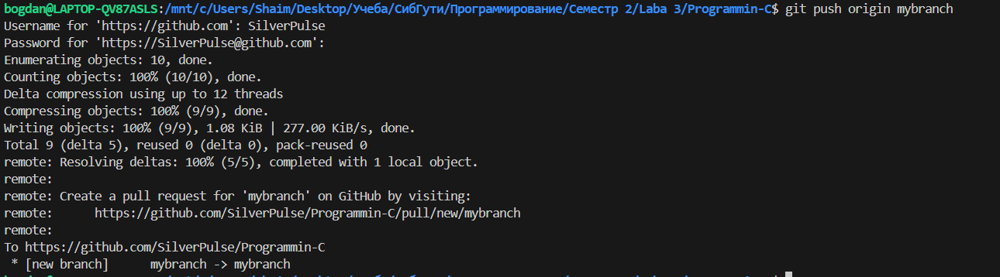 bogdan@LAPTOP-QV87ASLS:/mnt/c/Users/Shaim/Desktop/Учеба/СибГути/Программирование/Семестр 2/Laba 3/Programmin-C$ git push origin mybranch
Username for 'https://github.com': SilverPulse
Password for 'https://SilverPulse@github.com':
Enumerating objects: 10, done.
Counting objects: 100% (10/10), done.
Delta compression using up to 12 threads
Compressing objects: 100% (9/9), done.
Writing objects: 100% (9/9), 1.08 KiB | 277.00 KiB/s, done.
Total 9 (delta 5), reused 0 (delta 0), pack-reused 0
remote: Resolving deltas: 100% (5/5), completed with 1 local object.
remote:
remote: Create a pull request for 'mybranch' on GitHub by visiting:
remote:      https://github.com/SilverPulse/Programmin-C/pull/new/mybranch
remote:
To https://github.com/SilverPulse/Programmin-C
 * [new branch]      mybranch -> mybranch